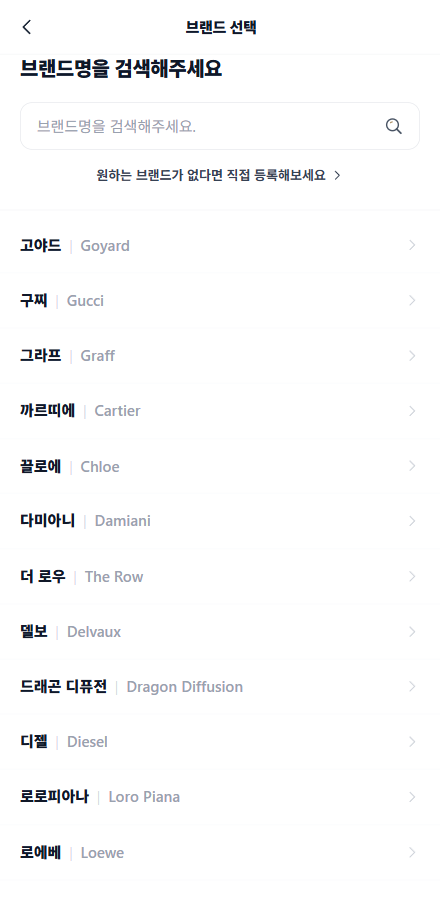 브랜드 선택
브랜드명을 검색해주세요
브랜드명을 검색해주세요.
원하는 브랜드가 없다면 직접 등록해보세요
고야드 | Goyard
구찌 | Gucci
그라프 | Graff
까르띠에 | Cartier
끌로에 | Chloe
다미아니 | Damiani
더 로우 | The Row
델보 | Delvaux
드래곤 디퓨전 | Dragon Diffusion
디젤 | Diesel
로로피아나 | Loro Piana
로에베 | Loewe